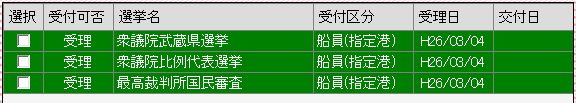 選択 受付可否 選挙名 受付区分 受理日 交付日
受理 衆議院武蔵県選挙 船員(指定港) H26/03/04
受理 衆議院比例代表選挙 船員(指定港) H26/03/04
受理 最高裁判所国民審査 船員(指定港) H26/03/04